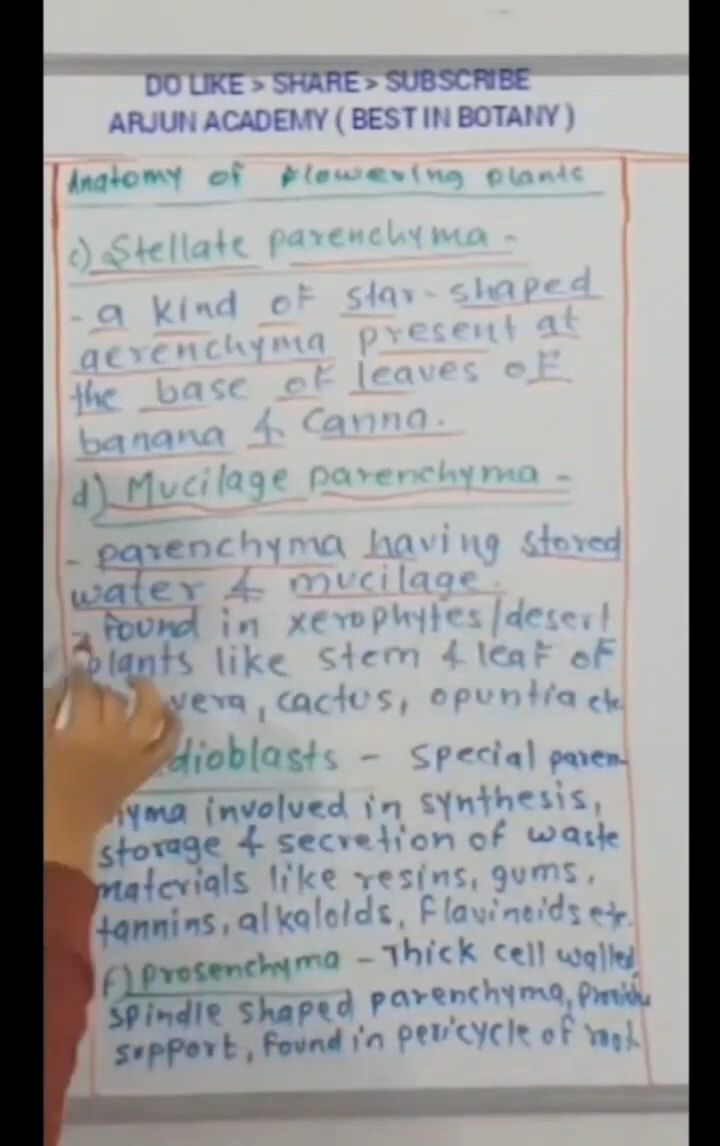 DO LIKE > SHARE > SUBSCRIBE
ARJUN ACADEMY ( BEST IN BOTANY )
Anatomy of Flowering plants
c) Stellate parenchyma -
- a kind of star-shaped
aerenchyma present at
the base of leaves of
banana & Canna.
d) Mucilage parenchyma -
- parenchyma having stored
water & mucilage.
found in xerophytes/desert
plants like stem & leaf of
vera, cactus, opuntia etc
dioblasts - special paren-
hyma involved in synthesis,
storage & secretion of waste
materials like resins, gums,
tannins, alkaloids, Flavinoids etc.
f) Prosenchyma - Thick cell walled
spindle shaped parenchyma, provide
support, found in pericycle of root